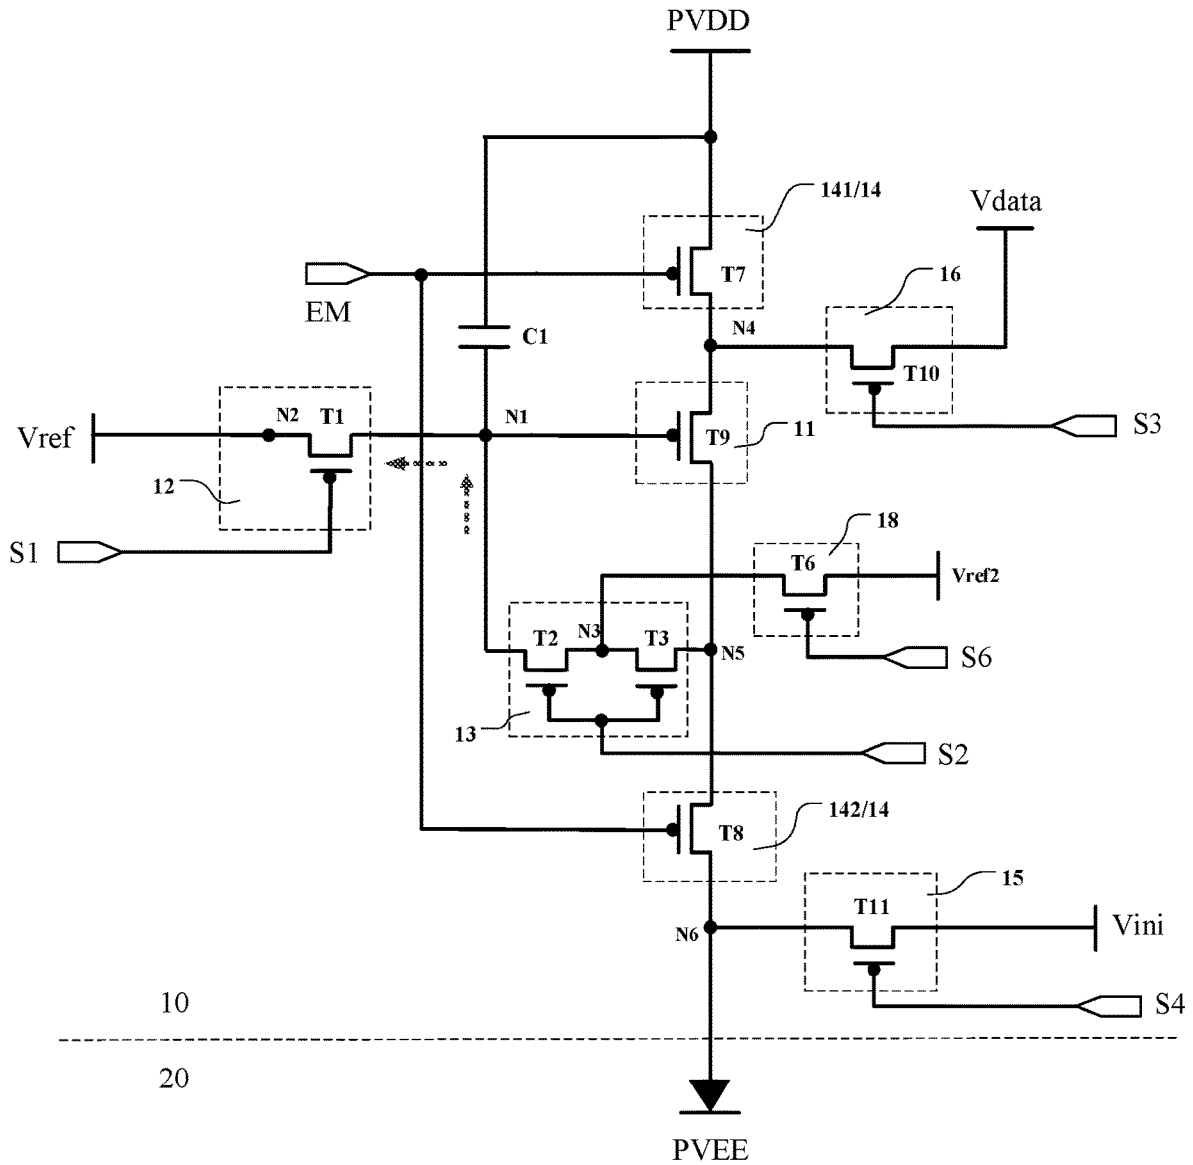 PVDD
141/14
Vdata
T7
16
EM
N4
C1
T10
N2
T1
N1
Vref
T9
11
S3
12
18
S1
T6
Vref2
T2
N3
T3
N5
S6
13
S2
142/14
T8
15
T11
N6
Vini
10
S4
20
PVEE